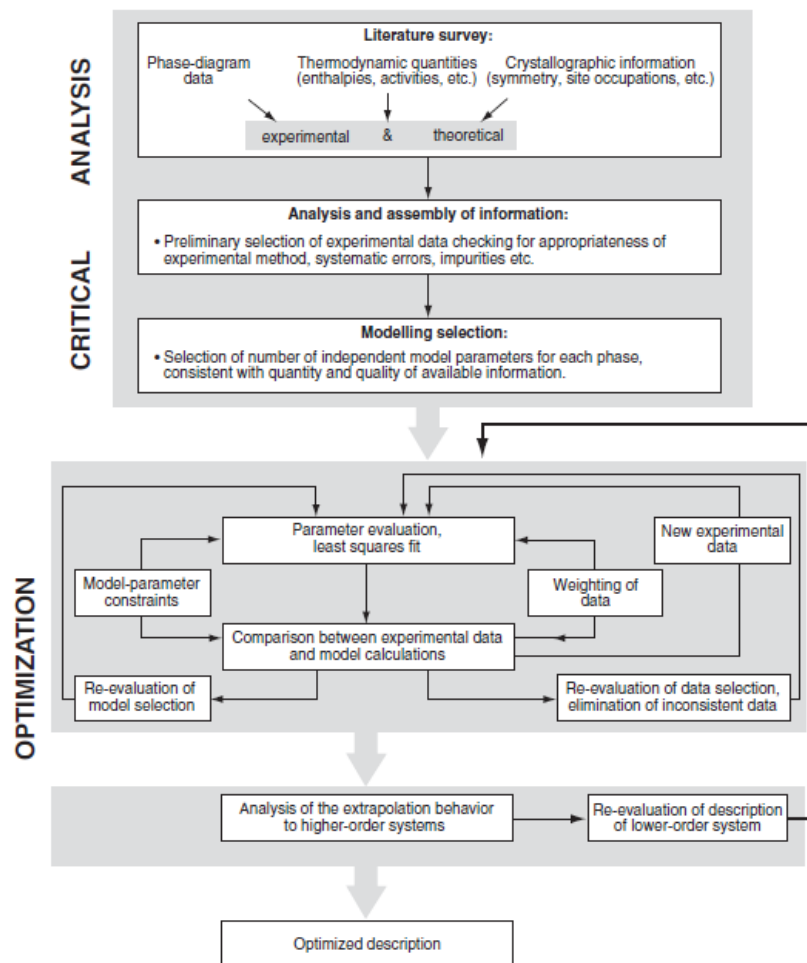 Literature survey:
Phase-diagram
data
Thermodynamic quantities
(enthalpies, activities, etc.)
Crystallographic information
(symmetry, site occupations, etc.)
experimental & theoretical
ANALYSIS
Analysis and assembly of information:
• Preliminary selection of experimental data checking for appropriateness of
experimental method, systematic errors, impurities etc.
CRITICAL
Modelling selection:
• Selection of number of independent model parameters for each phase,
consistent with quantity and quality of available information.
OPTIMIZATION
Parameter evaluation,
least squares fit
New experimental
data
Model-parameter
constraints
Weighting of
data
Comparison between experimental data
and model calculations
Re-evaluation of
model selection
Re-evaluation of data selection,
elimination of inconsistent data
Analysis of the extrapolation behavior
to higher-order systems
Re-evaluation of description
of lower-order system
Optimized description